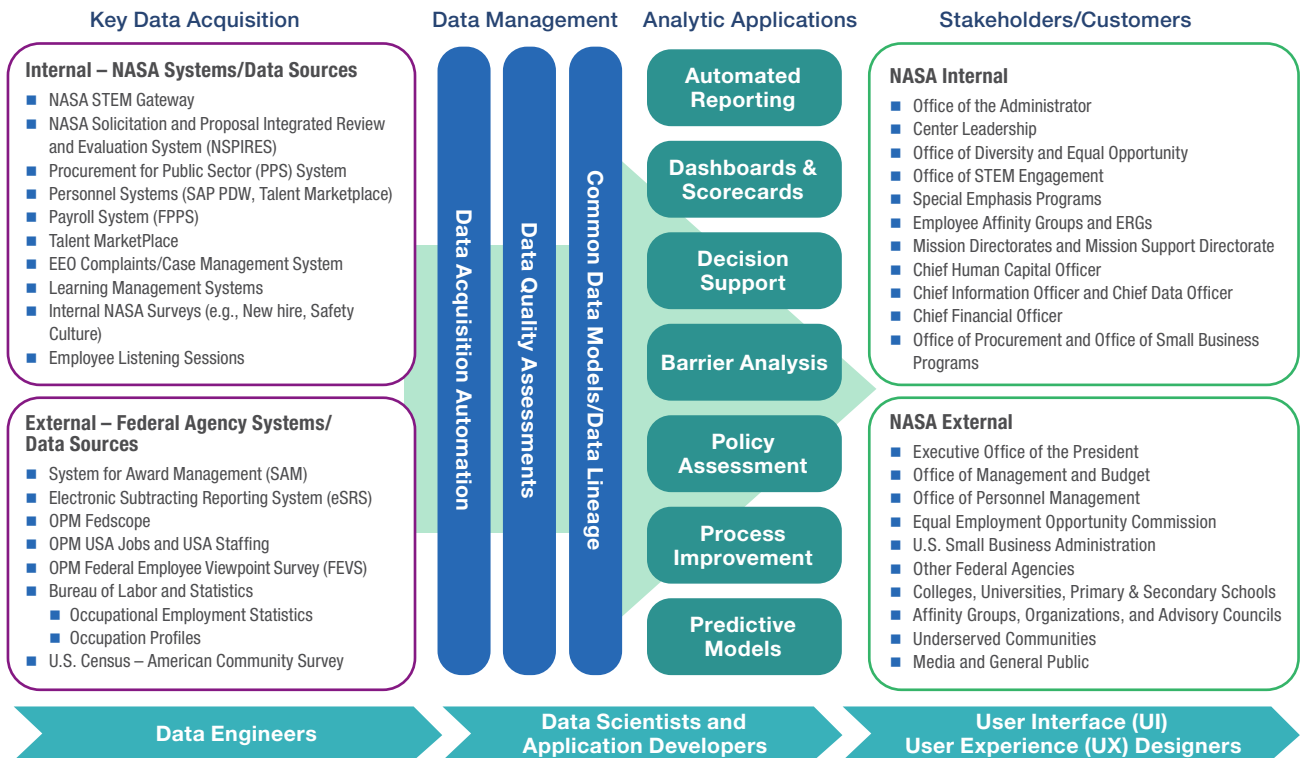 Key Data Acquisition
Internal – NASA Systems/Data Sources
NASA STEM Gateway
NASA Solicitation and Proposal Integrated Review
and Evaluation System (NSPIRES)
Procurement for Public Sector (PPS) System
Personnel Systems (SAP PDW, Talent Marketplace)
Payroll System (FPPS)
Talent MarketPlace
EEO Complaints/Case Management System
Learning Management Systems
Internal NASA Surveys (e.g., New hire, Safety
Culture)
Employee Listening Sessions
External – Federal Agency Systems/
Data Sources
System for Award Management (SAM)
Electronic Subtracting Reporting System (eSRS)
OPM Fedscope
OPM USA Jobs and USA Staffing
OPM Federal Employee Viewpoint Survey (FEVS)
Bureau of Labor and Statistics
Occupational Employment Statistics
Occupation Profiles
U.S. Census – American Community Survey
Data Management
Data Acquisition Automation
Data Quality Assessments
Common Data Models/Data Lineage
Analytic Applications
Automated
Reporting
Dashboards &
Scorecards
Decision
Support
Barrier Analysis
Policy
Assessment
Process
Improvement
Predictive
Models
Stakeholders/Customers
NASA Internal
Office of the Administrator
Center Leadership
Office of Diversity and Equal Opportunity
Office of STEM Engagement
Special Emphasis Programs
Employee Affinity Groups and ERGs
Mission Directorates and Mission Support Directorate
Chief Human Capital Officer
Chief Information Officer and Chief Data Officer
Chief Financial Officer
Office of Procurement and Office of Small Business
Programs
NASA External
Executive Office of the President
Office of Management and Budget
Office of Personnel Management
Equal Employment Opportunity Commission
U.S. Small Business Administration
Other Federal Agencies
Colleges, Universities, Primary & Secondary Schools
Affinity Groups, Organizations, and Advisory Councils
Underserved Communities
Media and General Public
Data Engineers
Data Scientists and
Application Developers
User Interface (UI)
User Experience (UX) Designers